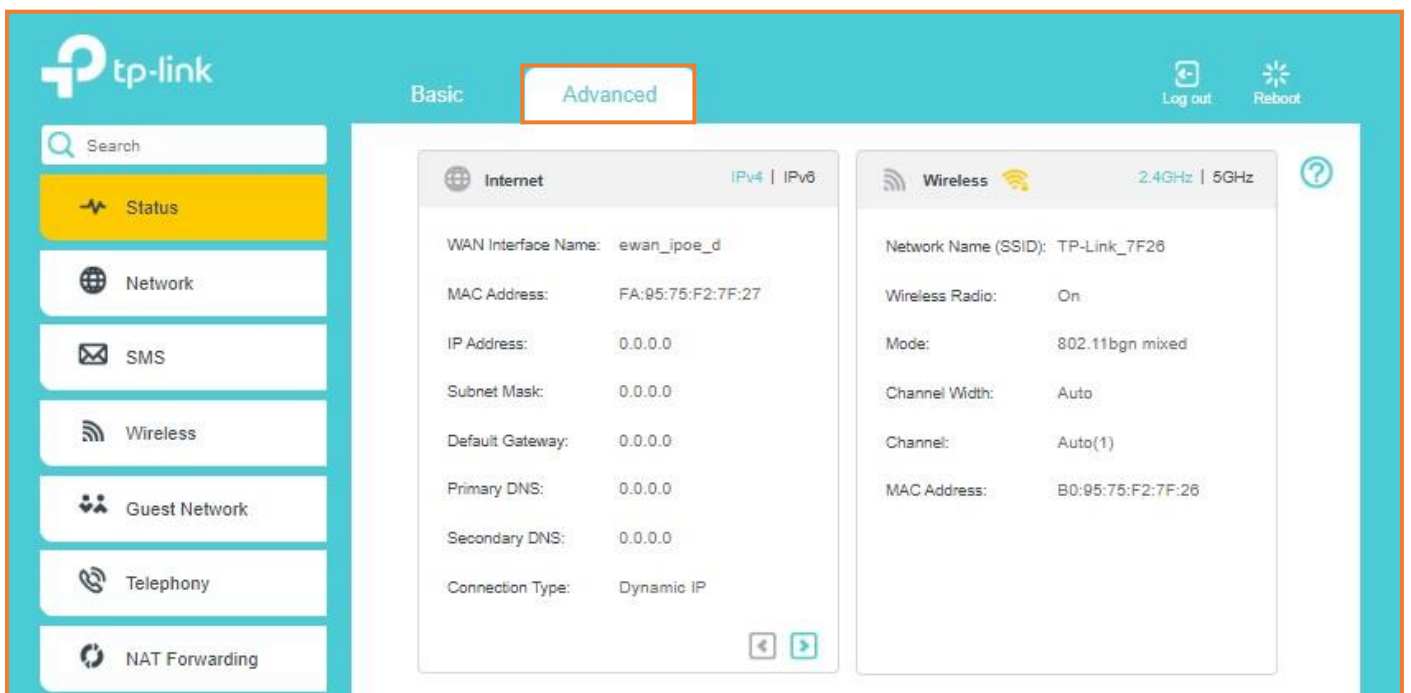 tp-link
Basic
Advanced
Log out
Reboot
Search
Status
Network
SMS
Wireless
Guest Network
Telephony
NAT Forwarding
Internet
IPv4 | IPv6
WAN Interface Name: ewan_ipoe_d
MAC Address: FA:95:75:F2:7F:27
IP Address: 0.0.0.0
Subnet Mask: 0.0.0.0
Default Gateway: 0.0.0.0
Primary DNS: 0.0.0.0
Secondary DNS: 0.0.0.0
Connection Type: Dynamic IP
Wireless
2.4GHz | 5GHz
Network Name (SSID): TP-Link_7F26
Wireless Radio: On
Mode: 802.11bgn mixed
Channel Width: Auto
Channel: Auto(1)
MAC Address: B0:95:75:F2:7F:26
?